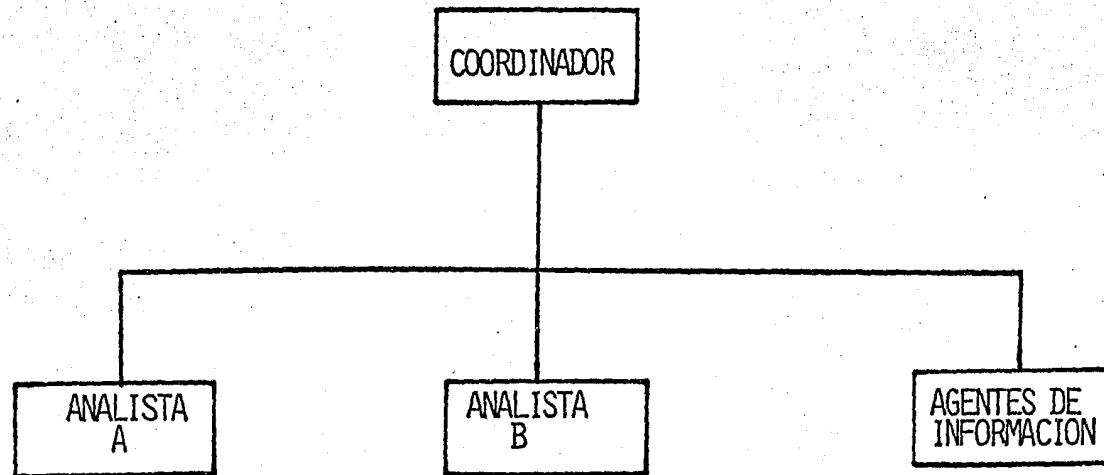 COORDINADOR
ANALISTA
A
ANALISTA
B
AGENTES DE
INFORMACION